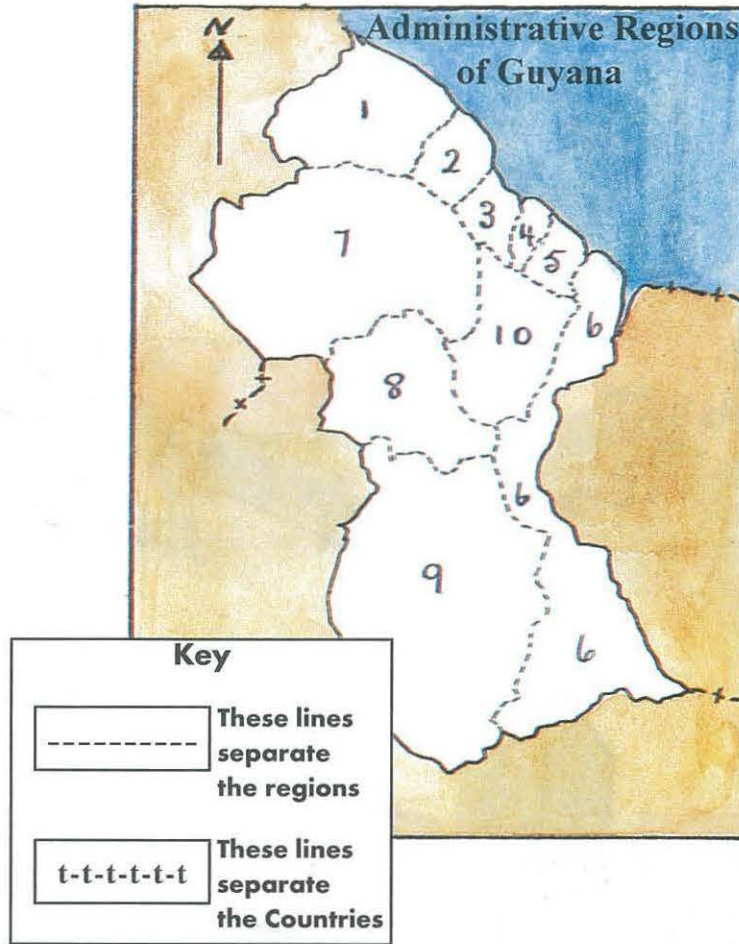 N
Administrative Regions
of Guyana
1
2
3
4
5
7
6
10
8
6
9
6
Key
These lines
separate
the regions
t-t-t-t-t-t
These lines
separate
the Countries